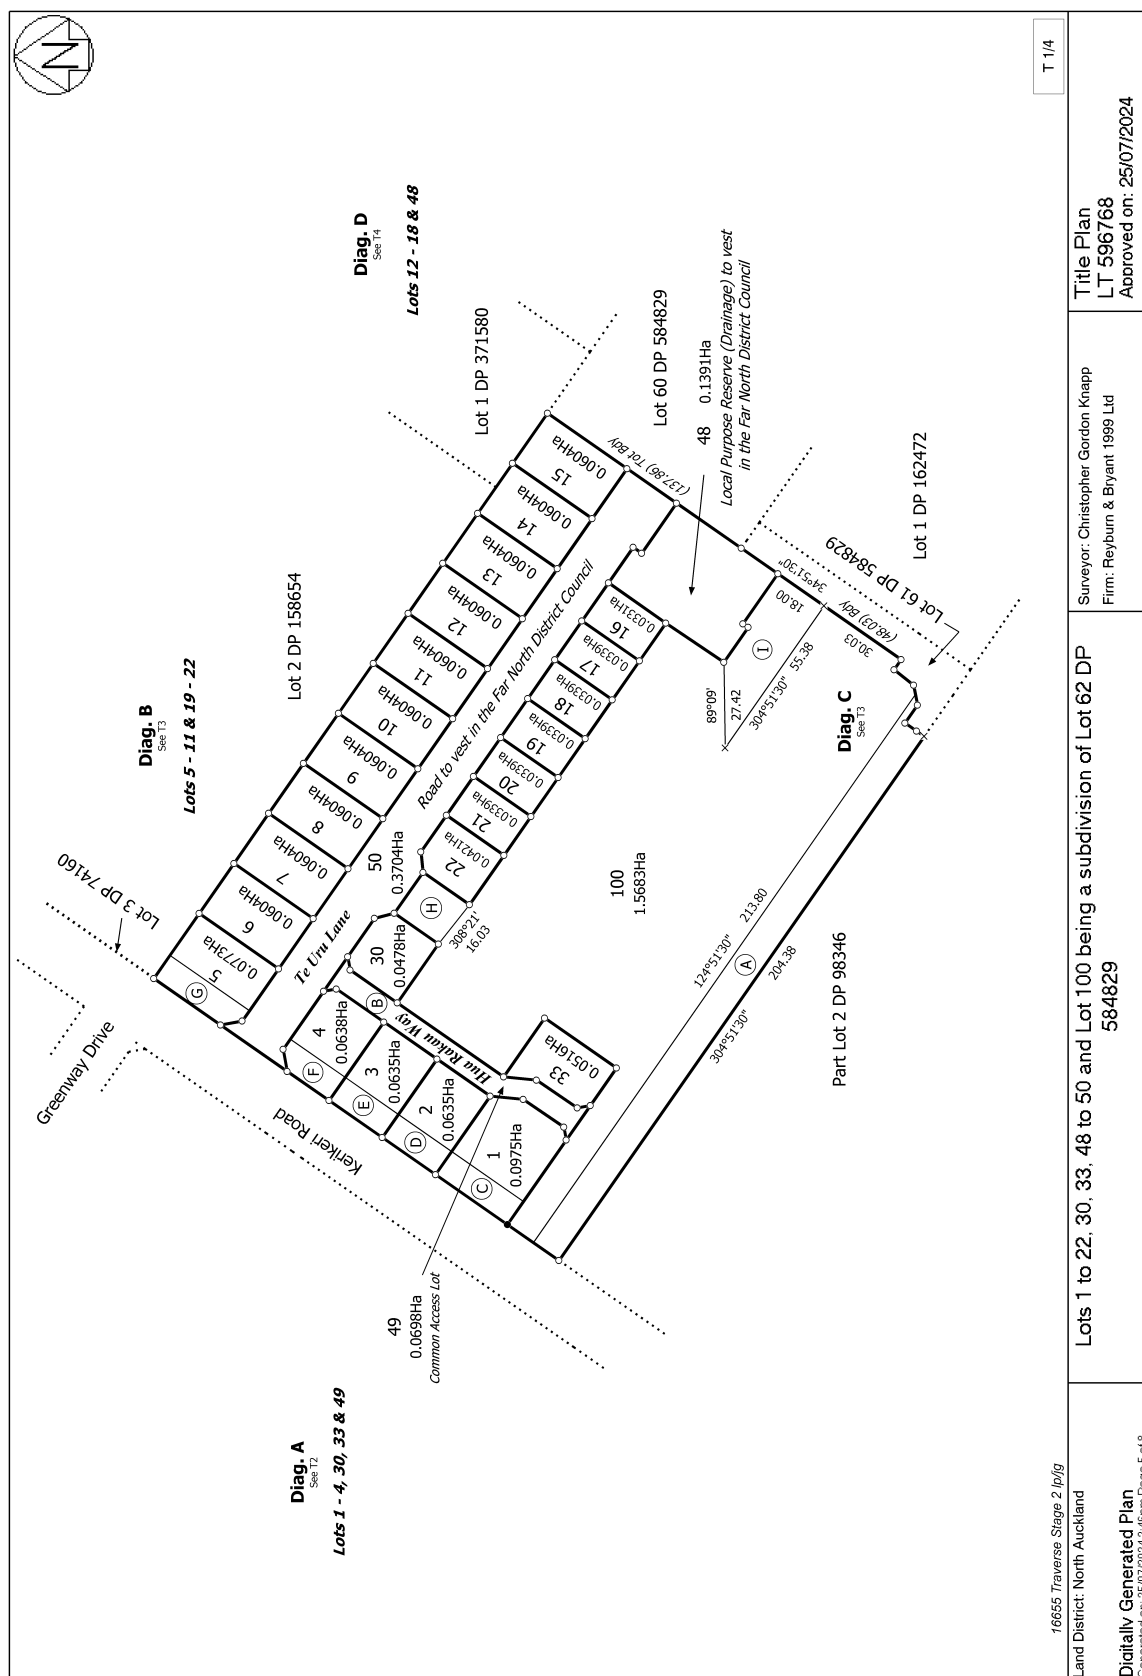 N
T 1/4
Diag. A
See T2
Lots 1 - 4, 30, 33 & 49
Diag. B
See T3
Lots 5 - 11 & 19 - 22
Diag. D
See T4
Lots 12 - 18 & 48
Diag. C
See T3
Greenway Drive
Kerikeri Road
Lot 3 DP 74160
Lot 2 DP 158654
Lot 1 DP 371580
Lot 60 DP 584829
Lot 1 DP 162472
Lot 61 DP 584829
Part Lot 2 DP 98346
48 0.1391Ha
Local Purpose Reserve (Drainage) to vest
in the Far North District Council
49
0.0698Ha
Common Access Lot
50
0.3704Ha
Road to vest in the Far North District Council
Te Uru Lane
Hua Rakau Way
100
1.5683Ha
1
0.0975Ha
2
0.0635Ha
3
0.0635Ha
4
0.0638Ha
5
0.0773Ha
6
0.0604Ha
7
0.0604Ha
8
0.0604Ha
9
0.0604Ha
10
0.0604Ha
11
0.0604Ha
12
0.0604Ha
13
0.0604Ha
14
0.0604Ha
15
0.0604Ha
16
0.0331Ha
17
0.0339Ha
18
0.0339Ha
19
0.0339Ha
20
0.0339Ha
21
0.0339Ha
22
0.0421Ha
30
0.0478Ha
33
0.0516Ha
A
B
C
D
E
F
G
H
I
308°21'
16.03
(137.86) Tot Bdy
34°51'30"
18.00
(48.03) Bdy
30.03
89°09'
27.42
304°51'30" 55.38
124°51'30" 213.80
304°51'30" 204.38
16655 Traverse Stage 2 lp/jg
Land District: North Auckland
Digitally Generated Plan
Lots 1 to 22, 30, 33, 48 to 50 and Lot 100 being a subdivision of Lot 62 DP
584829
Surveyor: Christopher Gordon Knapp
Firm: Reyburn & Bryant 1999 Ltd
Title Plan
LT 596768
Approved on: 25/07/2024